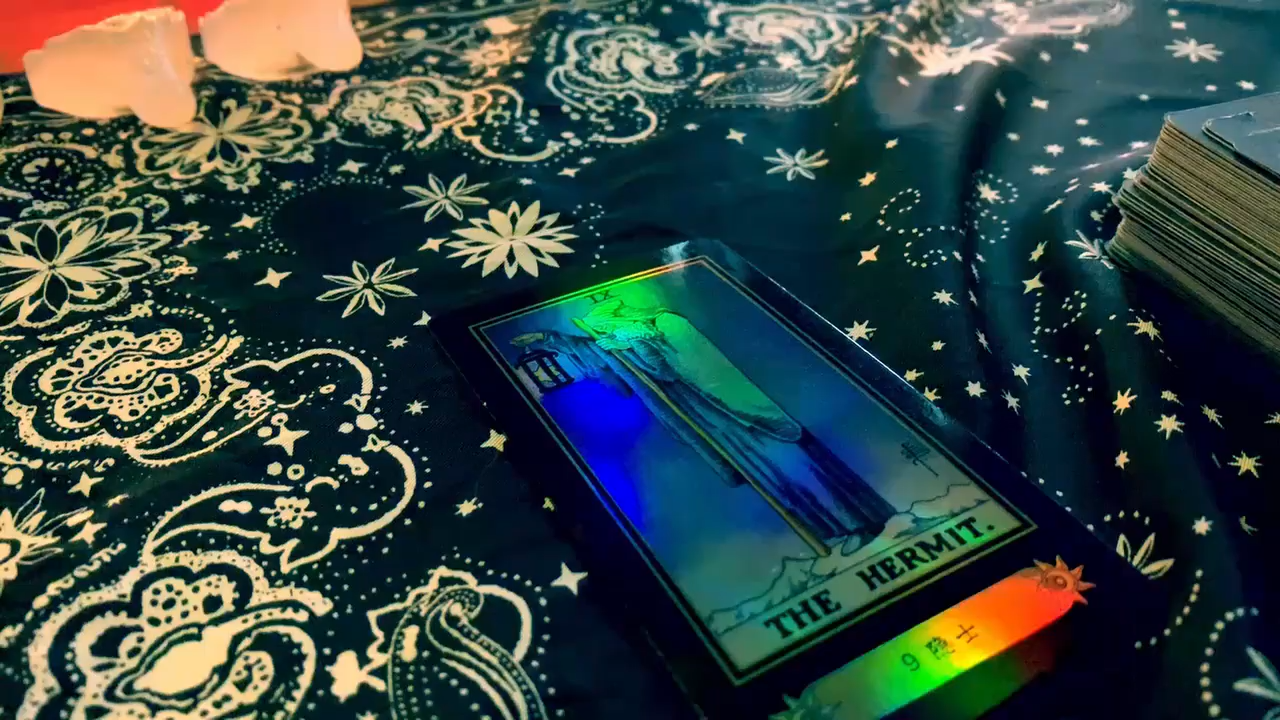 IX
THE HERMIT.
9 隐士